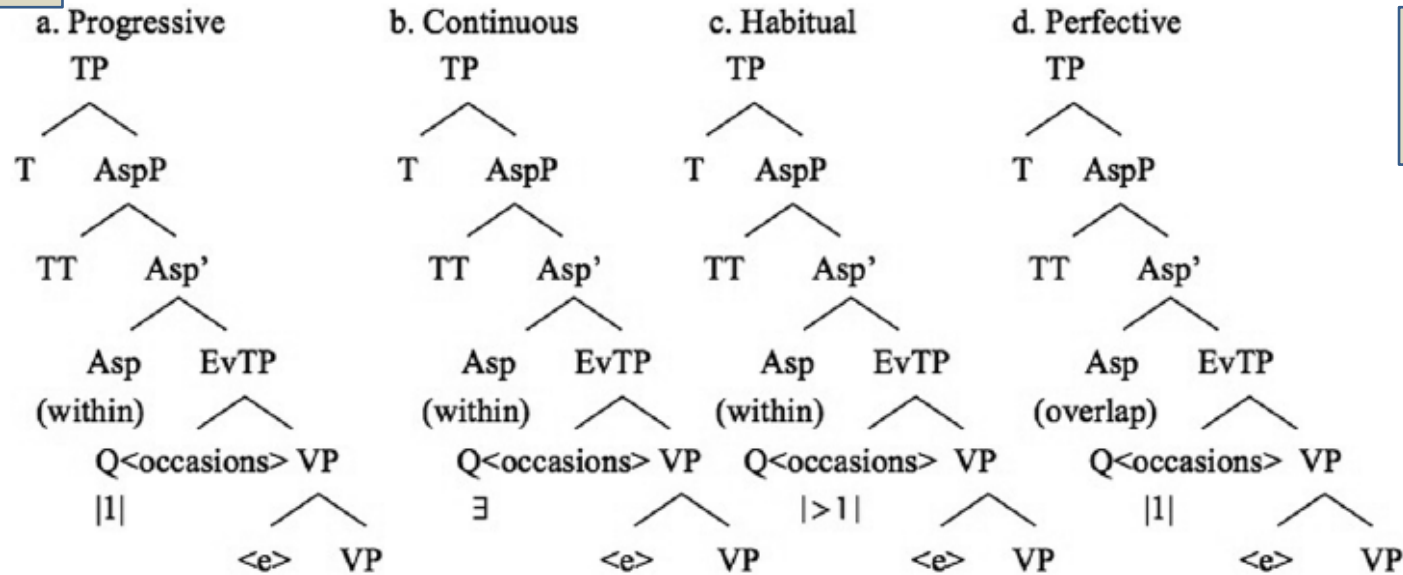 a. Progressive b. Continuous c. Habitual d. Perfective
TP TP TP TP
T AspP T AspP T AspP T AspP
TT Asp’ TT Asp’ TT Asp’ TT Asp’
Asp EvTP Asp EvTP Asp EvTP Asp EvTP
(within) (within) (within) (overlap)
Q<occasions> VP Q<occasions> VP Q<occasions> VP Q<occasions> VP
|1| ∃ |>1| |1|
<e> VP <e> VP <e> VP <e> VP